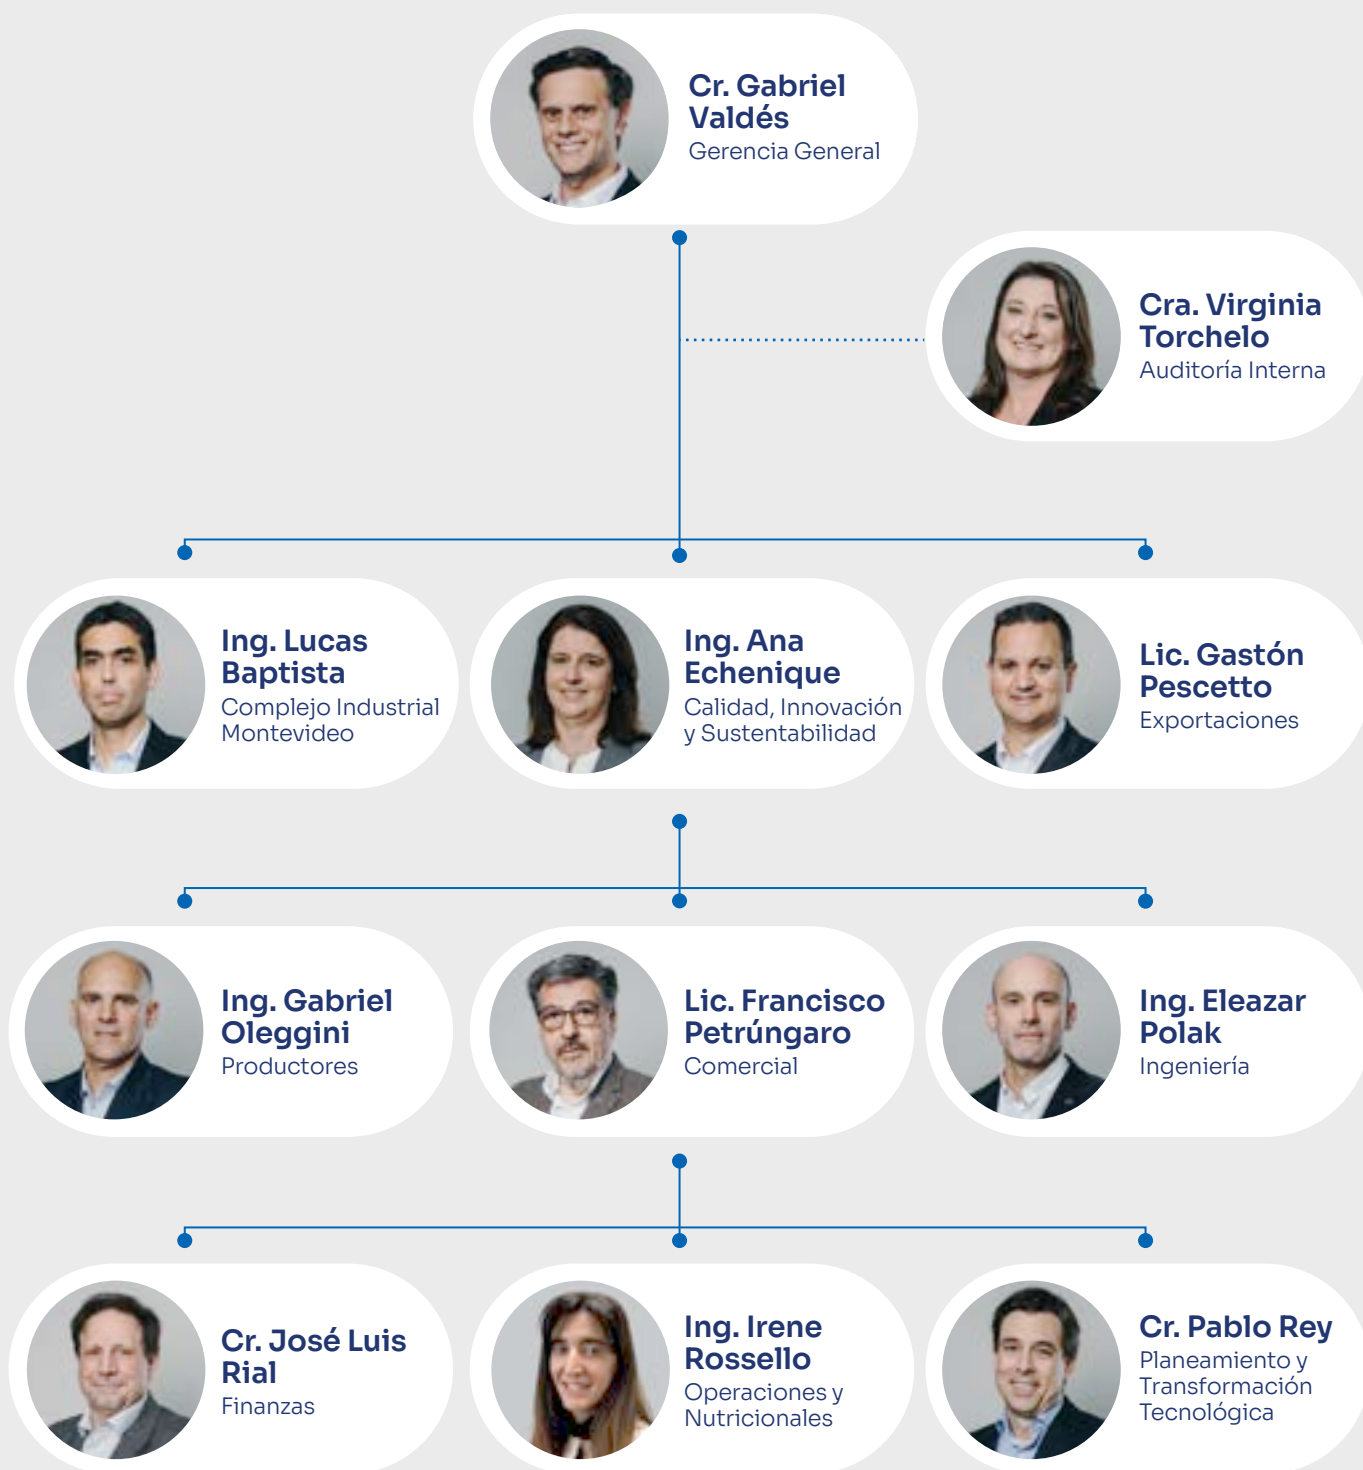 Cr. Gabriel
Valdés
Gerencia General
Cra. Virginia
Torchelo
Auditoría Interna
Ing. Lucas
Baptista
Complejo Industrial
Montevideo
Ing. Ana
Echenique
Calidad, Innovación
y Sustentabilidad
Lic. Gastón
Pescetto
Exportaciones
Ing. Gabriel
Oleggini
Productores
Lic. Francisco
Petrúngaro
Comercial
Ing. Eleazar
Polak
Ingeniería
Cr. José Luis
Rial
Finanzas
Ing. Irene
Rossello
Operaciones y
Nutricionales
Cr. Pablo Rey
Planeamiento y
Transformación
Tecnológica